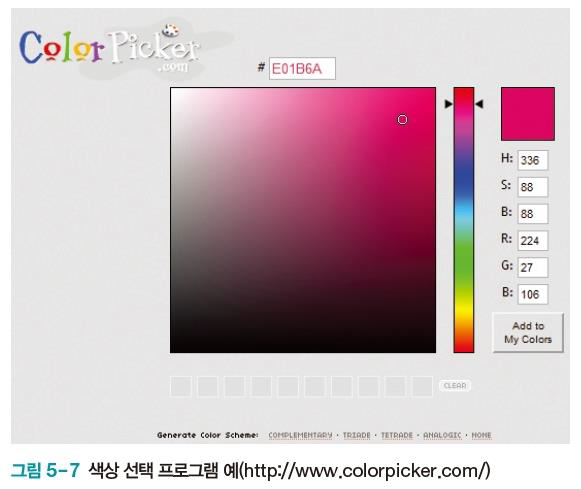 Color Picker
.com
# E01B6A
H: 336
S: 88
B: 88
R: 224
G: 27
B: 106
Add to
My Colors
CLEAR
Generate Color Scheme: COMPLEMENTARY · TRIADE · TETRADE · ANALOGIC · NONE
그림 5-7 색상 선택 프로그램 예(http://www.colorpicker.com/)